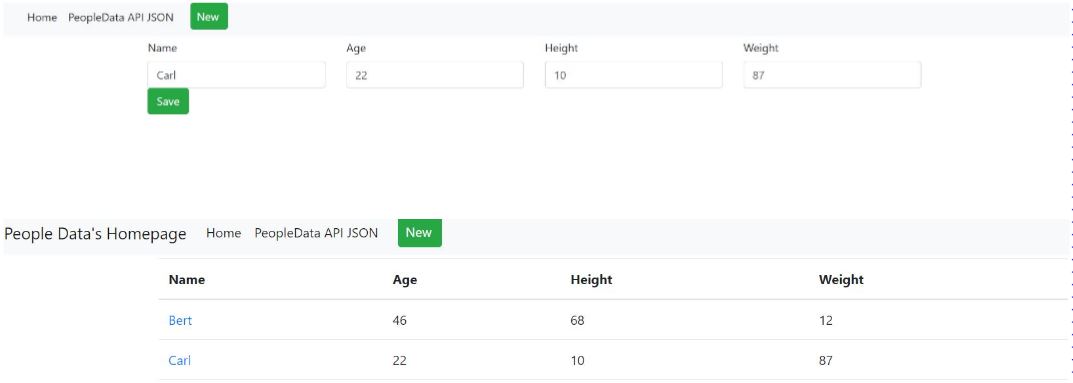 Home PeopleData API JSON New
Name Age Height Weight
Carl 22 10 87
Save
People Data's Homepage Home PeopleData API JSON New
Name Age Height Weight
Bert 46 68 12
Carl 22 10 87